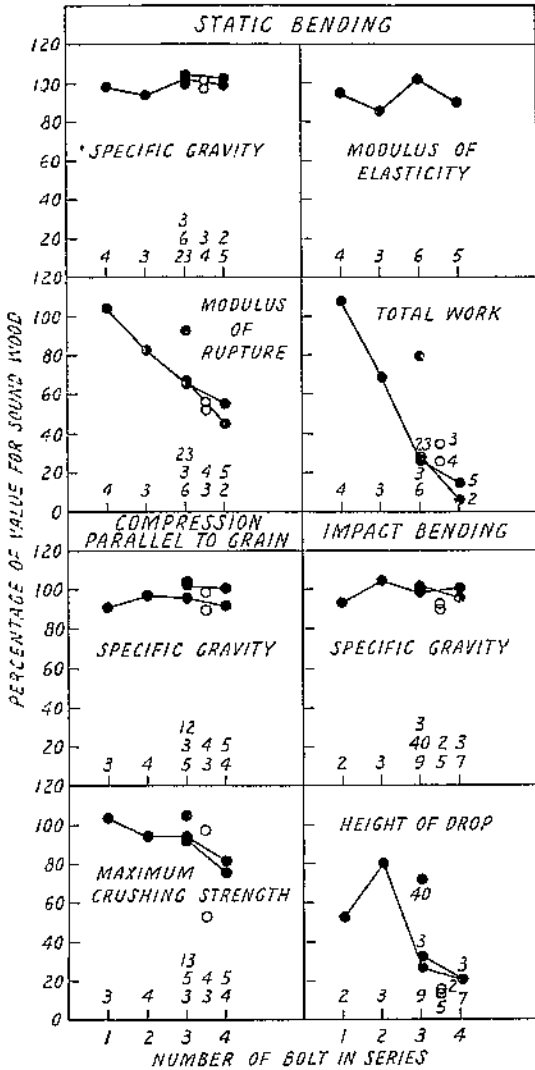 STATIC BENDING
120
100
80
60
40
20
*SPECIFIC GRAVITY
3
6 3 2
4 3 23 4 5
MODULUS OF
ELASTICITY
4 3 6 5
120
100
80
60
40
20
0
MODULUS
OF
RUPTURE
23
3 4 5
4 3 6 3 2
TOTAL WORK
23 3
4
3 5
4 3 6 2
PERCENTAGE OF VALUE FOR SOUND WOOD
COMPRESSION
PARALLEL TO GRAIN
IMPACT BENDING
120
100
80
60
40
20
SPECIFIC GRAVITY
12
3 4 5
3 4 5 3 4
SPECIFIC GRAVITY
3
40 2 3
2 3 9 5 7
120
100
80
60
40
20
0
MAXIMUM
CRUSHING STRENGTH
13
5 4 5
3 4 3 3 4
HEIGHT OF DROP
40
3
3
2
2 3 9 5 7
1 2 3 4 1 2 3 4
NUMBER OF BOLT IN SERIES